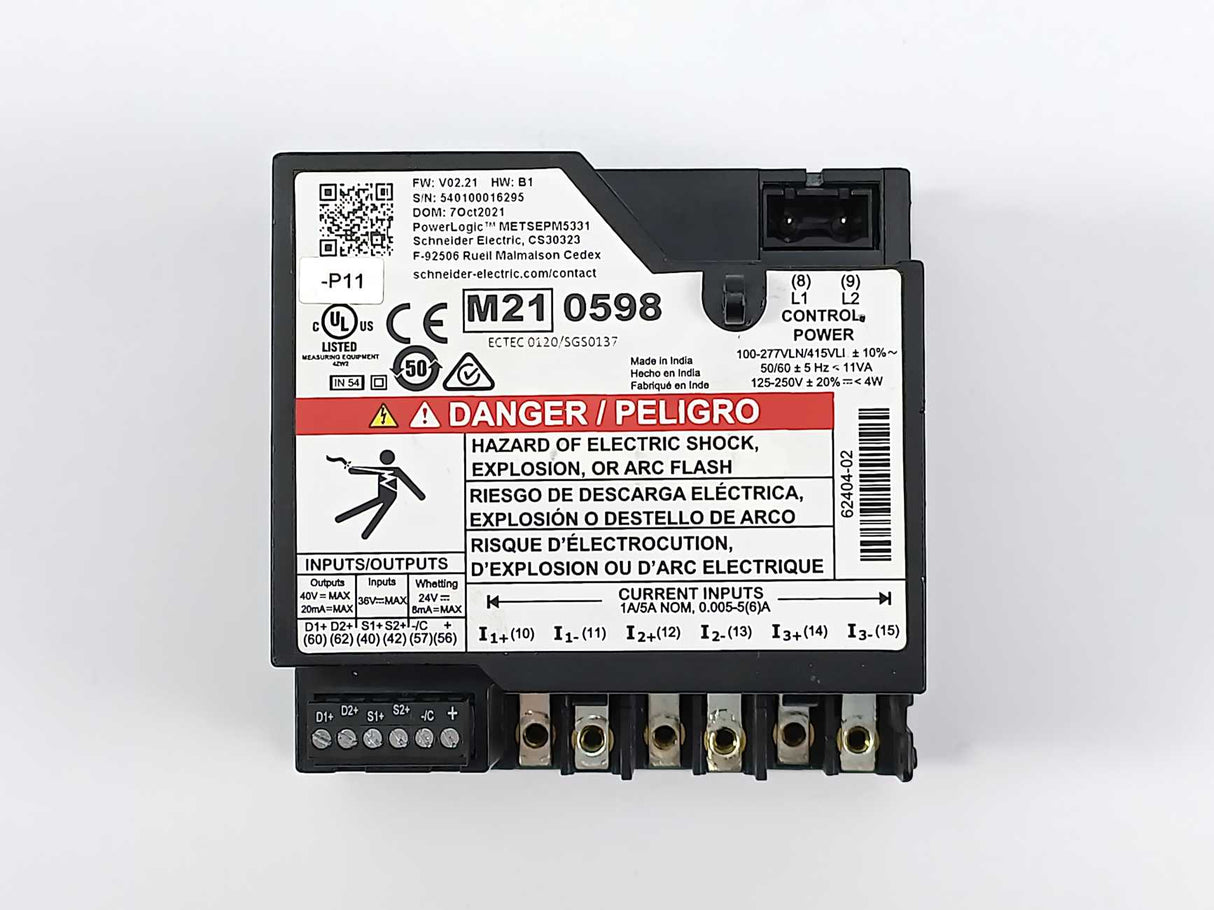 FW: V02.21 HW: B1
S/N: 540100016295
DOM: 7Oct2021
PowerLogic™ METSEPM5331
Schneider Electric, CS30323
F-92506 Rueil Malmaison Cedex
schneider-electric.com/contact
-P11
C UL US
LISTED
MEASURING EQUIPMENT
4ZW2
CE M21 0598
ECTEC 0120/SGS0137
IN 54
50
Made in India
Hecho en India
Fabriqué en Inde
(8) (9)
L1 L2
CONTROL
POWER
100-277VLN/415VLL ± 10%~
50/60 ± 5 Hz < 11VA
125-250V ± 20%⎓< 4W
DANGER / PELIGRO
HAZARD OF ELECTRIC SHOCK,
EXPLOSION, OR ARC FLASH
RIESGO DE DESCARGA ELÉCTRICA,
EXPLOSIÓN O DESTELLO DE ARCO
RISQUE D'ÉLECTROCUTION,
D'EXPLOSION OU D'ARC ELECTRIQUE
62404-02
INPUTS/OUTPUTS
Outputs Inputs Whetting
40V⎓MAX 36V⎓MAX 24V⎓
20mA⎓MAX 8mA⎓MAX
D1+ D2+ S1+ S2+ -/C +
(60) (62) (40) (42) (57) (56)
CURRENT INPUTS
1A/5A NOM, 0.005-5(6)A
I1+(10) I1-(11) I2+(12) I2-(13) I3+(14) I3-(15)
D1+ D2+ S1+ S2+ -/C +